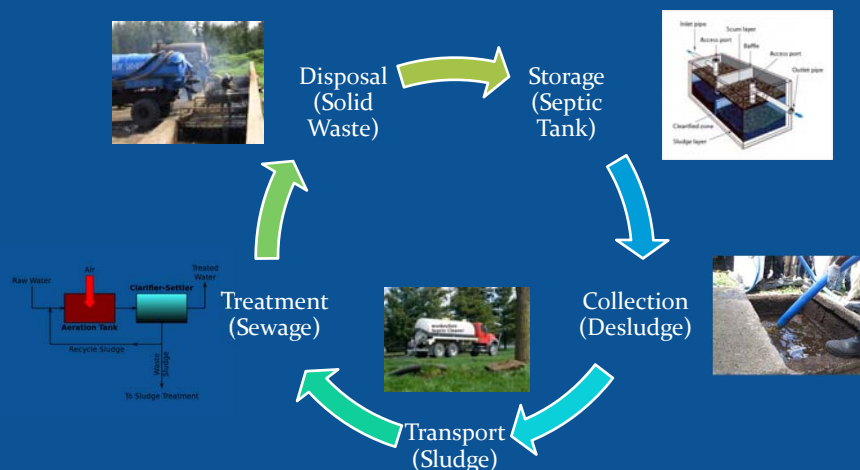 Disposal
(Solid
Waste)
Storage
(Septic
Tank)
Inlet pipe
Scum layer
Access port
Baffle
Access port
Outlet pipe
Clearified zone
Sludge layer
Collection
(Desludge)
Transport
(Sludge)
Treatment
(Sewage)
Raw Water
Air
Clarifier-Settler
Treated
Water
Aeration Tank
Recycle Sludge
Waste
Sludge
To Sludge Treatment